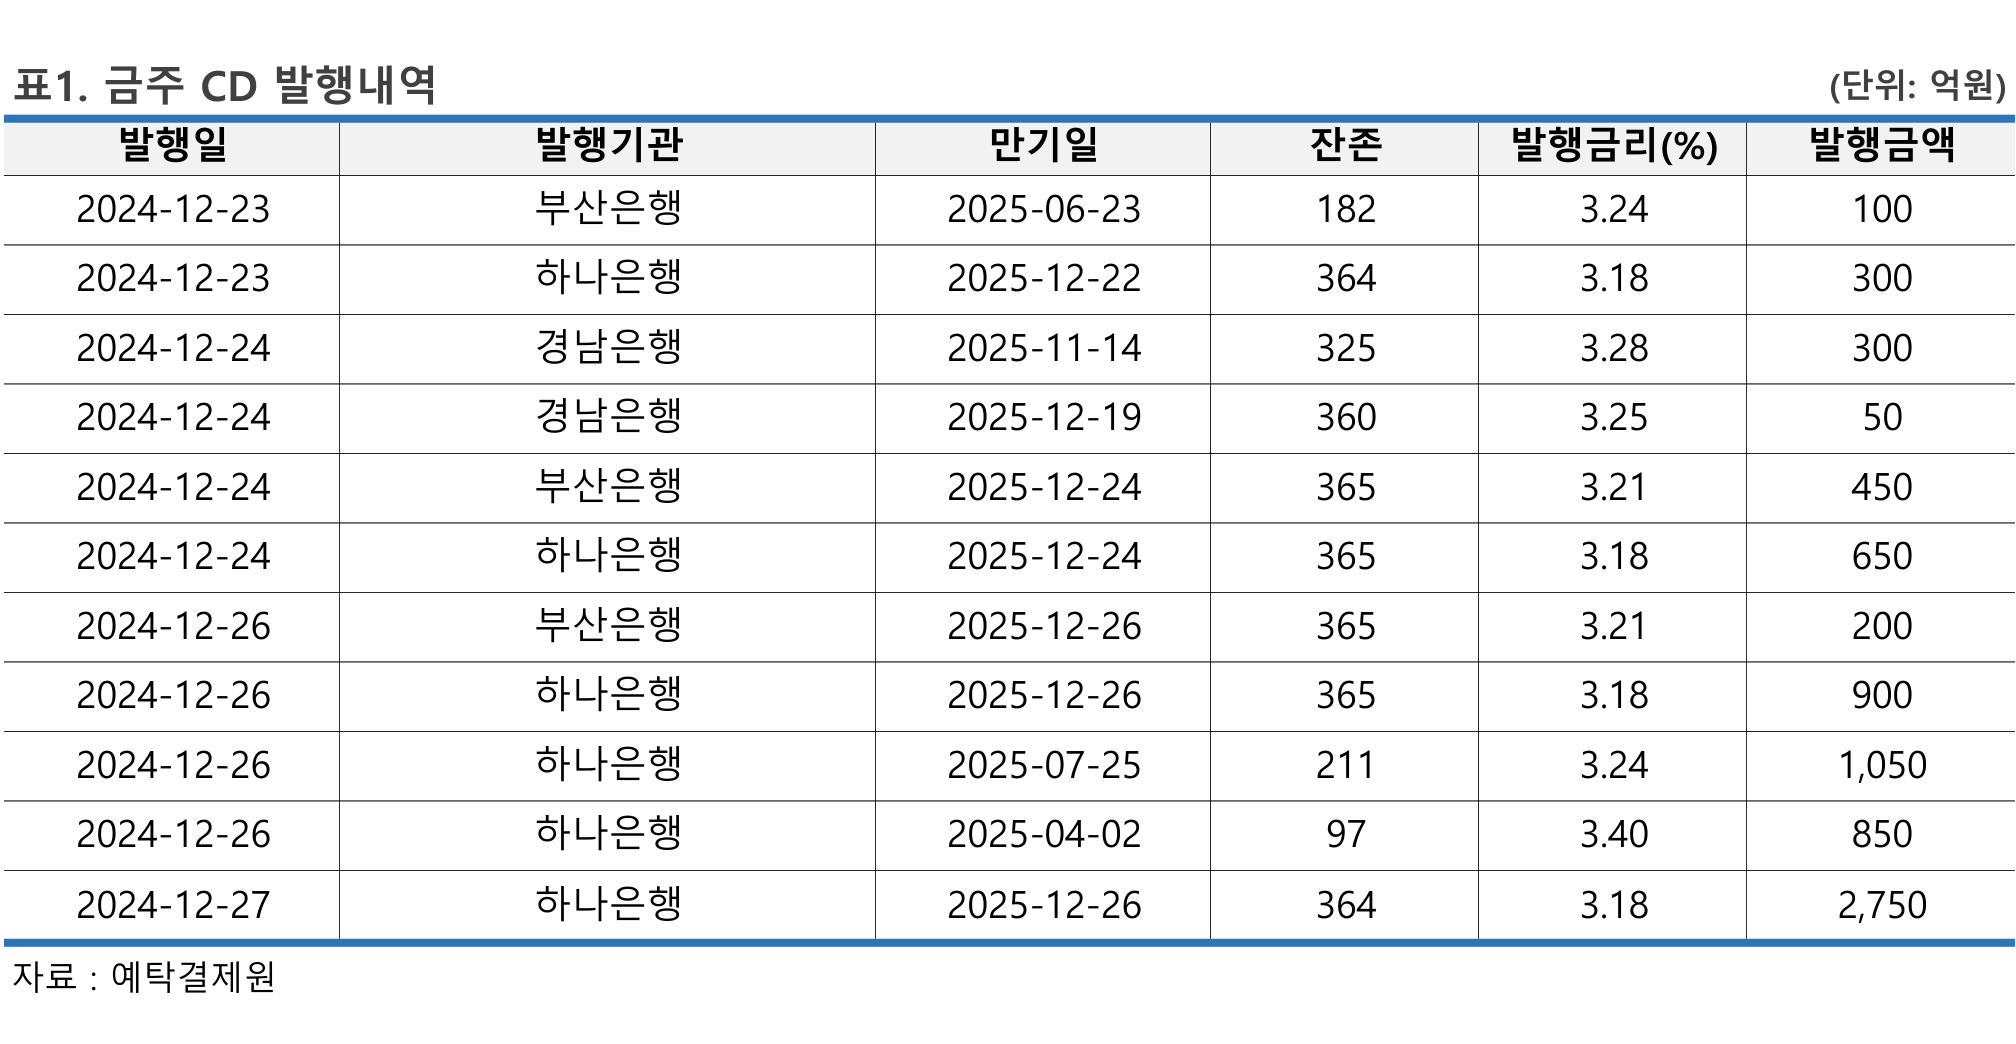 표1. 금주 CD 발행내역 (단위: 억원)
발행일 발행기관 만기일 잔존 발행금리(%) 발행금액
2024-12-23 부산은행 2025-06-23 182 3.24 100
2024-12-23 하나은행 2025-12-22 364 3.18 300
2024-12-24 경남은행 2025-11-14 325 3.28 300
2024-12-24 경남은행 2025-12-19 360 3.25 50
2024-12-24 부산은행 2025-12-24 365 3.21 450
2024-12-24 하나은행 2025-12-24 365 3.18 650
2024-12-26 부산은행 2025-12-26 365 3.21 200
2024-12-26 하나은행 2025-12-26 365 3.18 900
2024-12-26 하나은행 2025-07-25 211 3.24 1,050
2024-12-26 하나은행 2025-04-02 97 3.40 850
2024-12-27 하나은행 2025-12-26 364 3.18 2,750
자료 : 예탁결제원